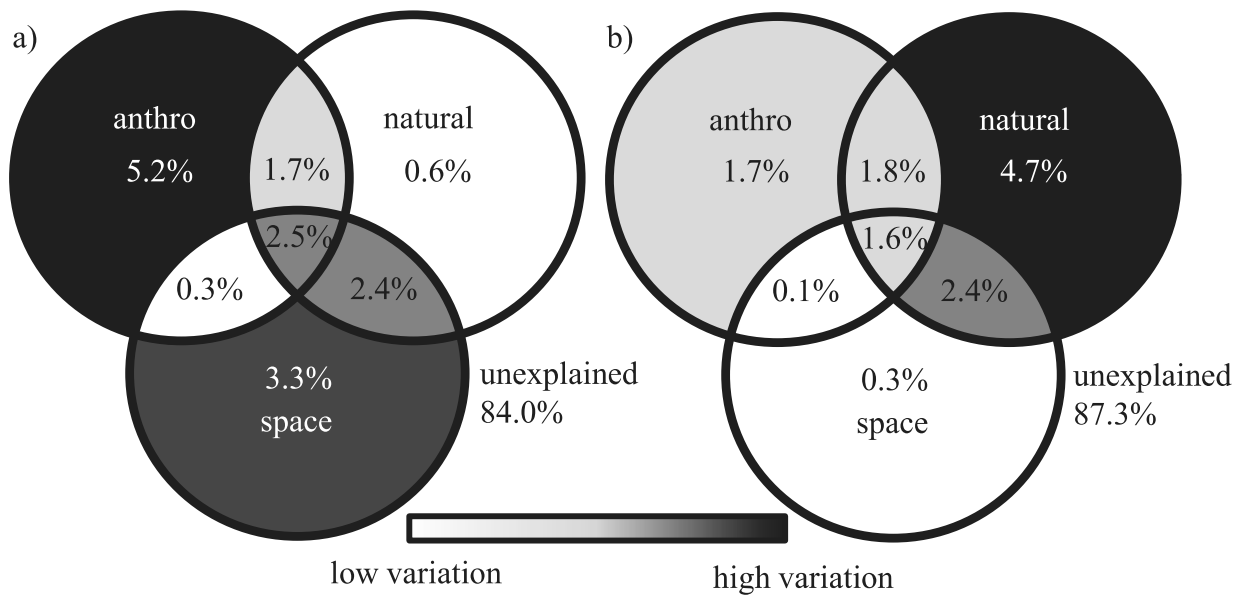 a)
anthro
5.2%
1.7%
natural
0.6%
2.5%
0.3%
2.4%
3.3%
space
unexplained
84.0%
b)
anthro
1.7%
1.8%
natural
4.7%
1.6%
0.1%
2.4%
0.3%
space
unexplained
87.3%
low variation
high variation